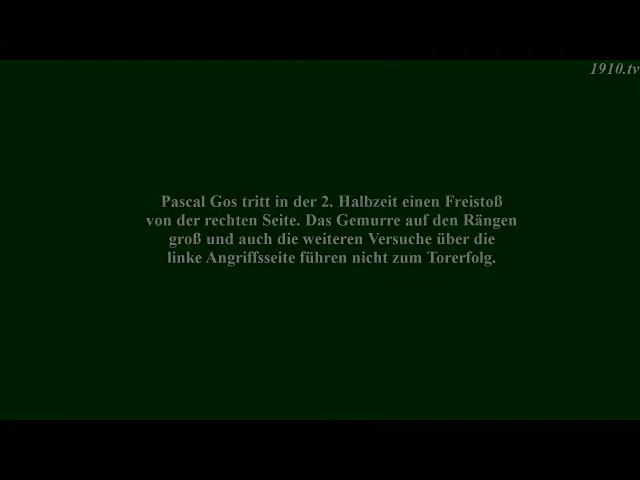 1910.tv
Pascal Gos tritt in der 2. Halbzeit einen Freistoß
von der rechten Seite. Das Gemurre auf den Rängen
groß und auch die weiteren Versuche über die
linke Angriffsseite führen nicht zum Torerfolg.